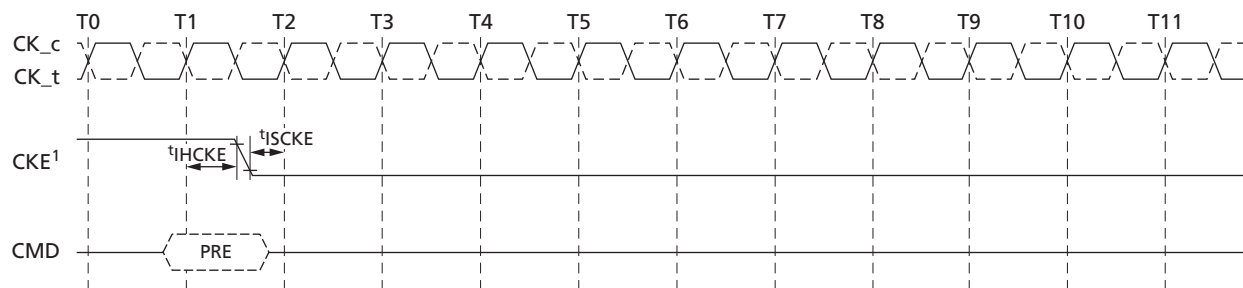 T0 T1 T2 T3 T4 T5 T6 T7 T8 T9 T10 T11
CK_c
CK_t
tISCKE
tIHCKE
CKE1
CMD
PRE